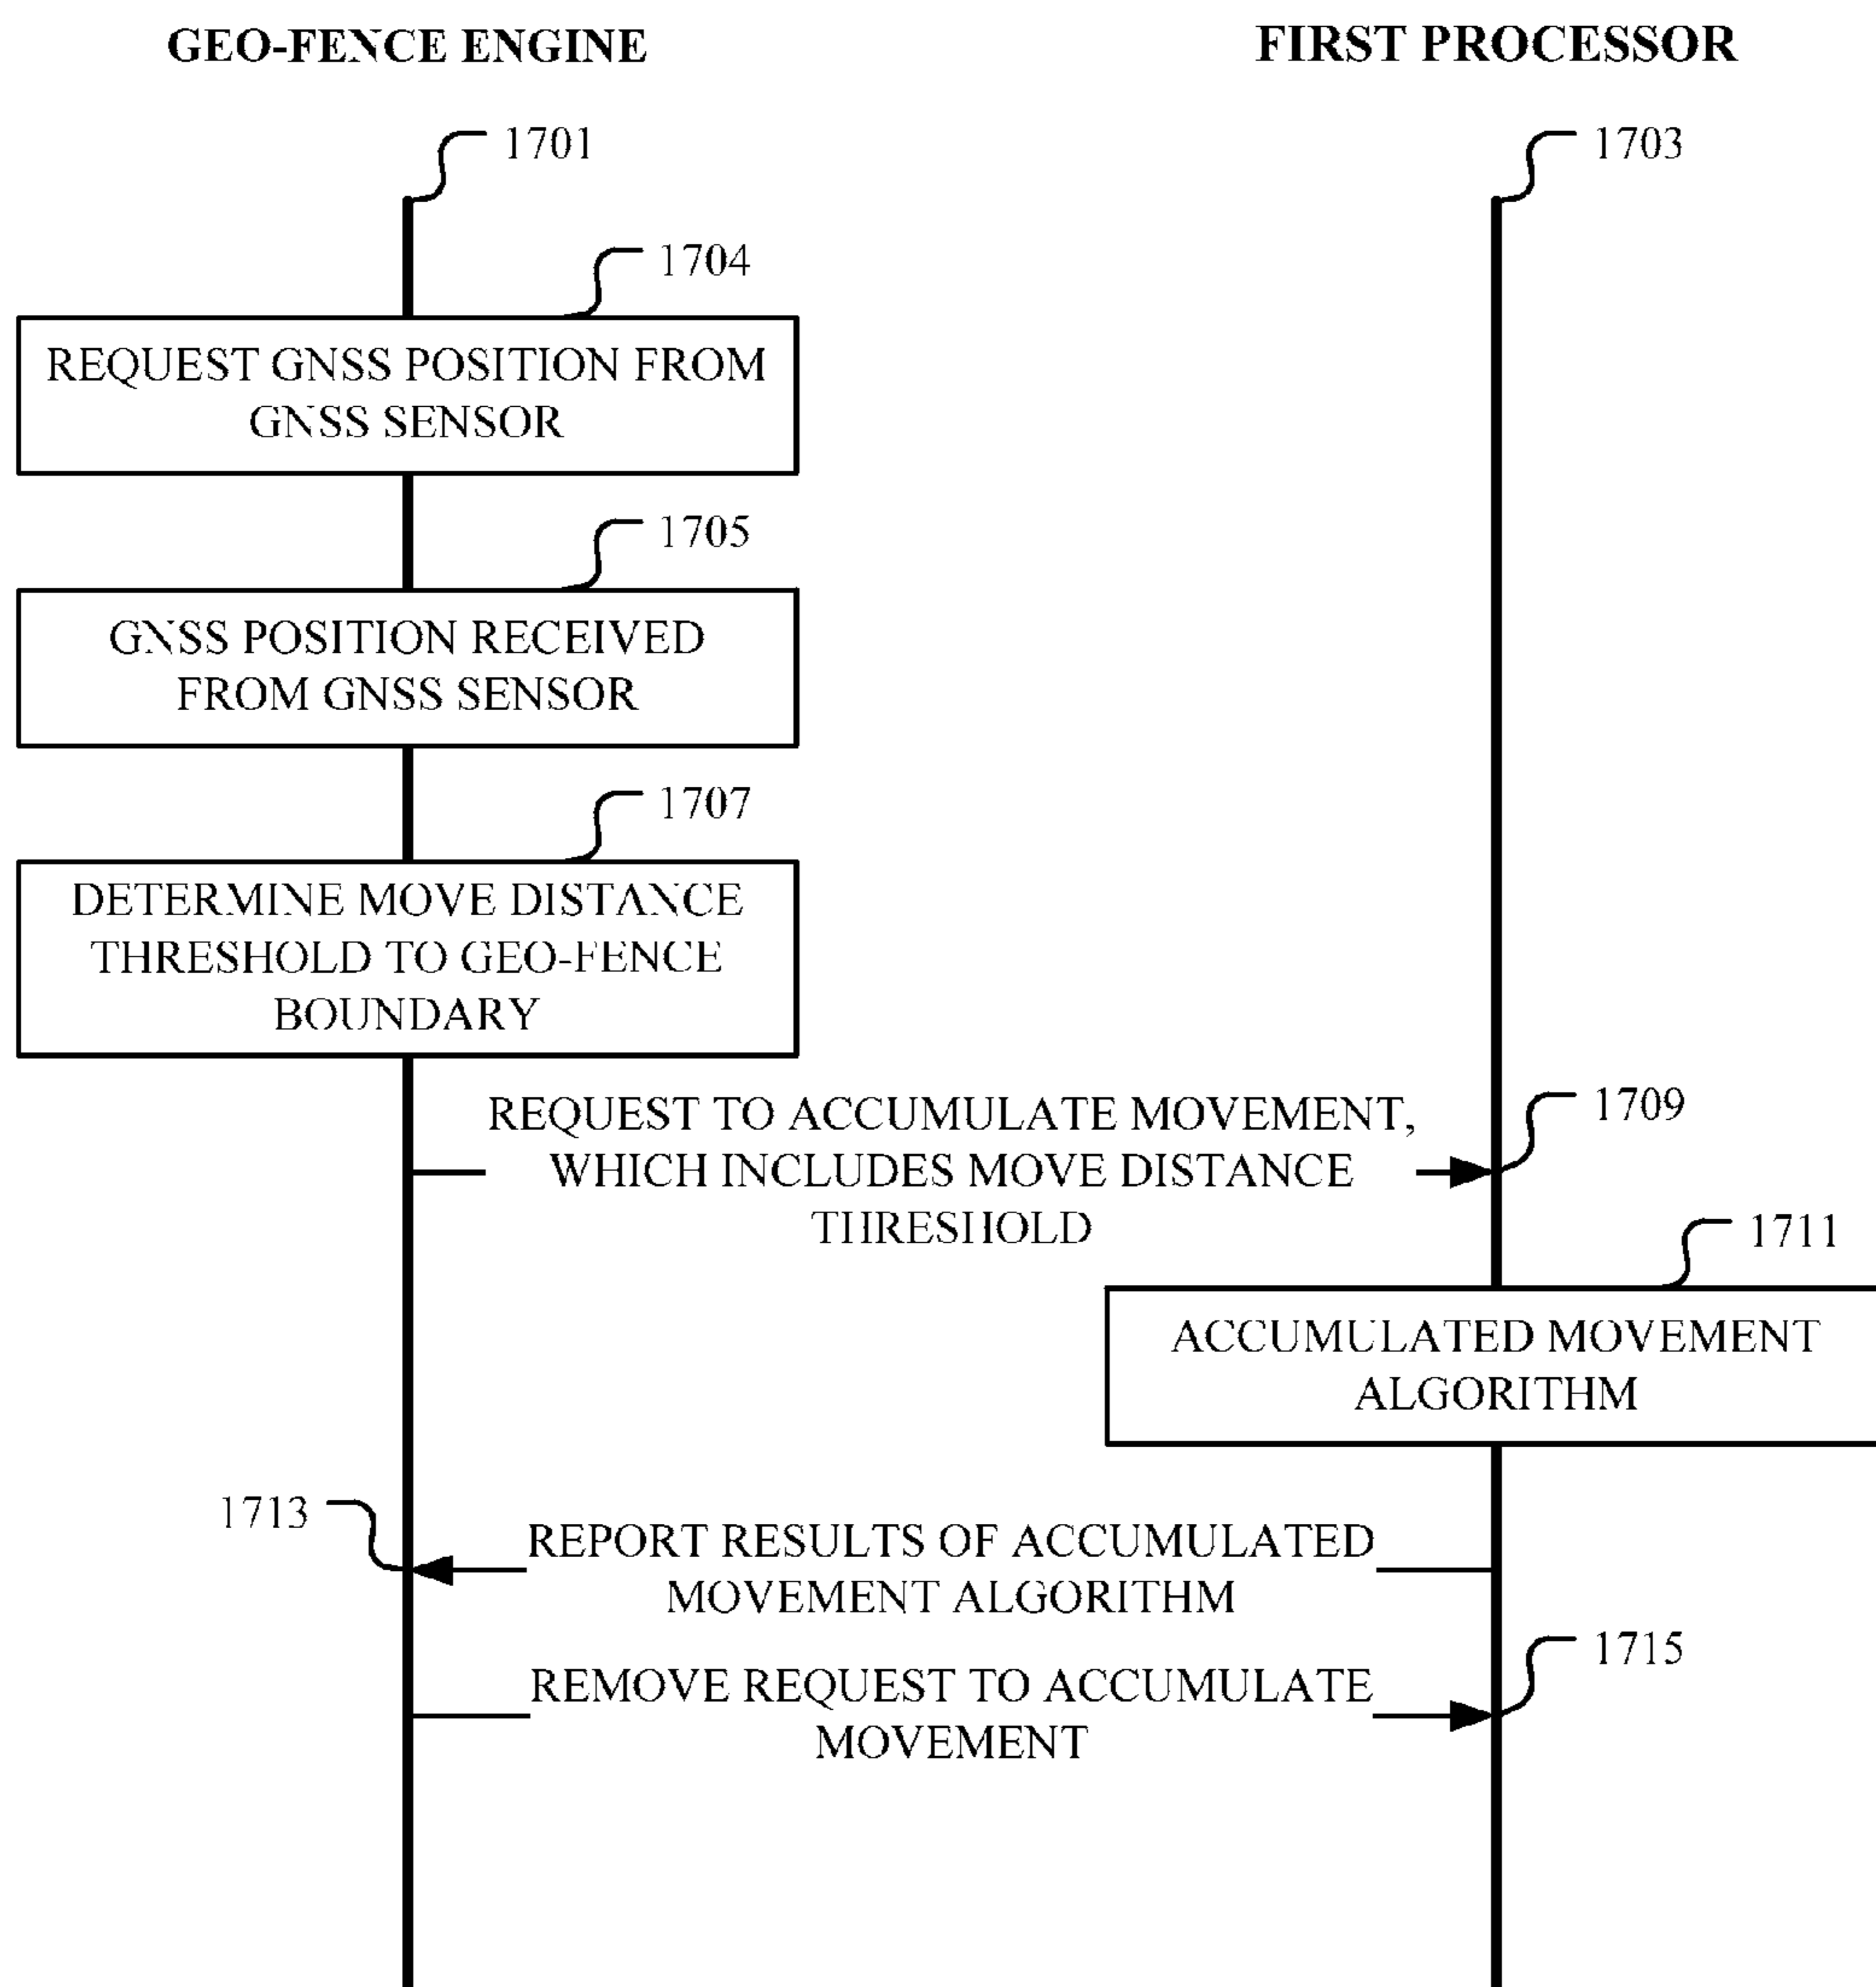 GEO-FENCE ENGINE
FIRST PROCESSOR
1701
1703
1704
REQUEST GNSS POSITION FROM
GNSS SENSOR
1705
GNSS POSITION RECEIVED
FROM GNSS SENSOR
1707
DETERMINE MOVE DISTANCE
THRESHOLD TO GEO-FENCE
BOUNDARY
1709
REQUEST TO ACCUMULATE MOVEMENT,
WHICH INCLUDES MOVE DISTANCE
THRESHOLD
1711
ACCUMULATED MOVEMENT
ALGORITHM
1713
REPORT RESULTS OF ACCUMULATED
MOVEMENT ALGORITHM
1715
REMOVE REQUEST TO ACCUMULATE
MOVEMENT